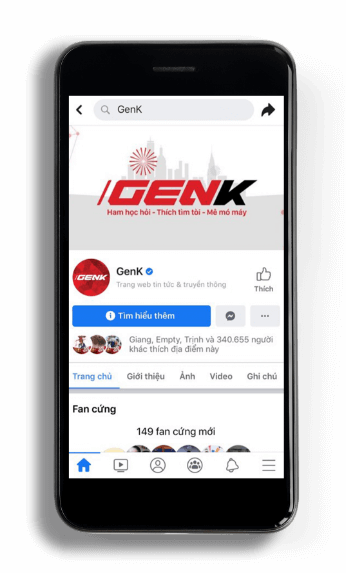 GenK
/GENK
Ham học hỏi - Thích tìm tòi - Mê mó máy
/GENK
GenK
Trang web tin tức & truyền thông
Thích
Tìm hiểu thêm
Giang, Empty, Trịnh và 340.655 người
khác thích địa điểm này
Trang chủ Giới thiệu Ảnh Video Ghi chú
Fan cứng
149 fan cứng mới